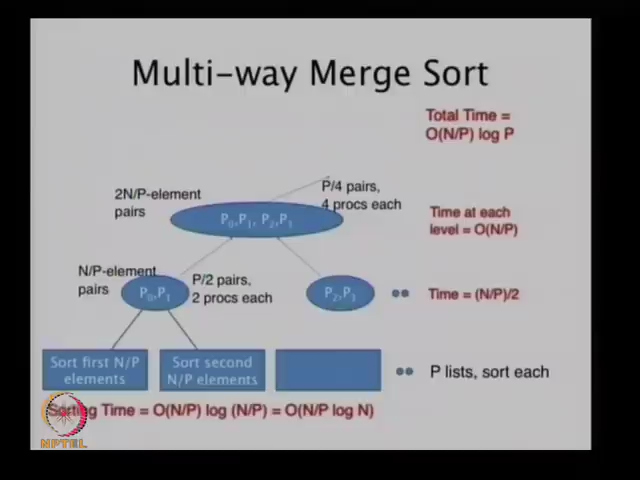 Multi-way Merge Sort
Total Time =
O(N/P) log P
2N/P-element
pairs
P/4 pairs,
4 procs each
P₀,P₁, P₂,P₁
Time at each
level = O(N/P)
N/P-element
pairs
P₀,P₁
P/2 pairs,
2 procs each
P₂,P₃
Time = (N/P)/2
Sort first N/P
elements
Sort second
N/P elements
P lists, sort each
Sorting Time = O(N/P) log (N/P) = O(N/P log N)
NPTEL